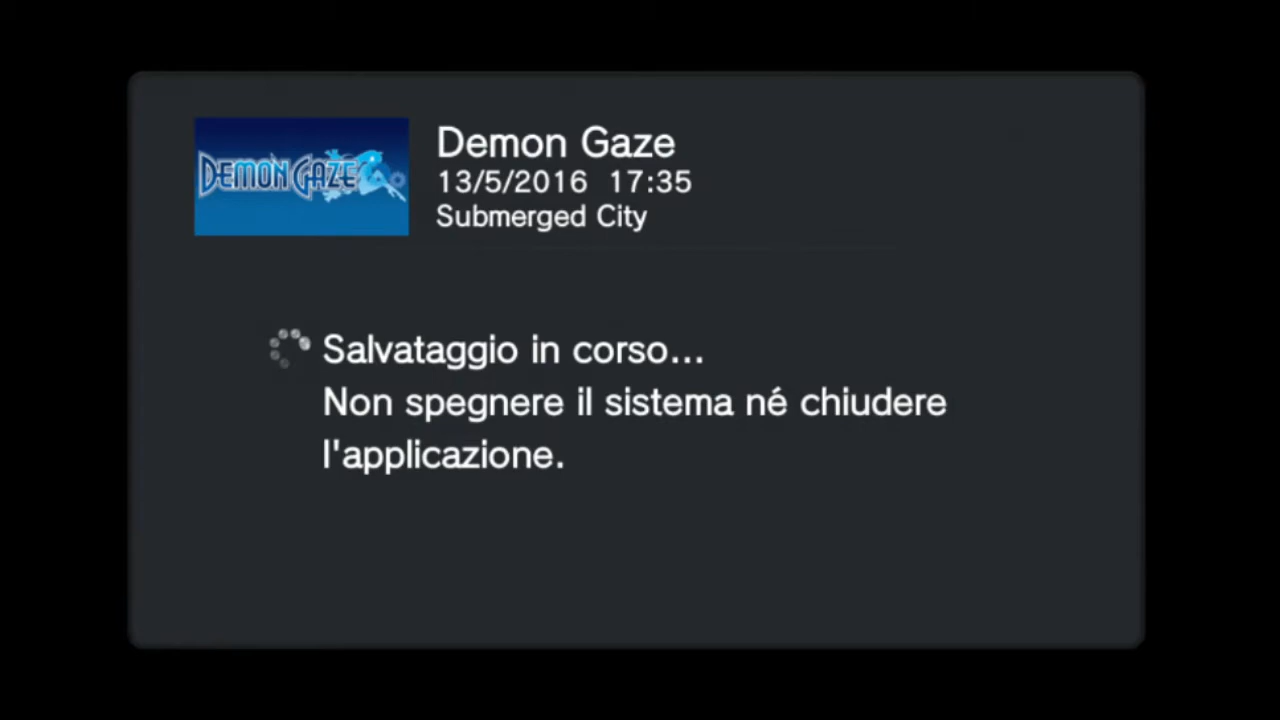 DEMON GAZE
Demon Gaze
13/5/2016 17:35
Submerged City
Salvataggio in corso...
Non spegnere il sistema né chiudere
l'applicazione.